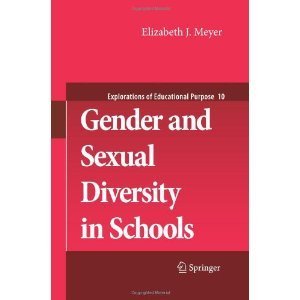 Elizabeth J. Meyer
Explorations of Educational Purpose 10
Gender and
Sexual
Diversity
in Schools
Springer